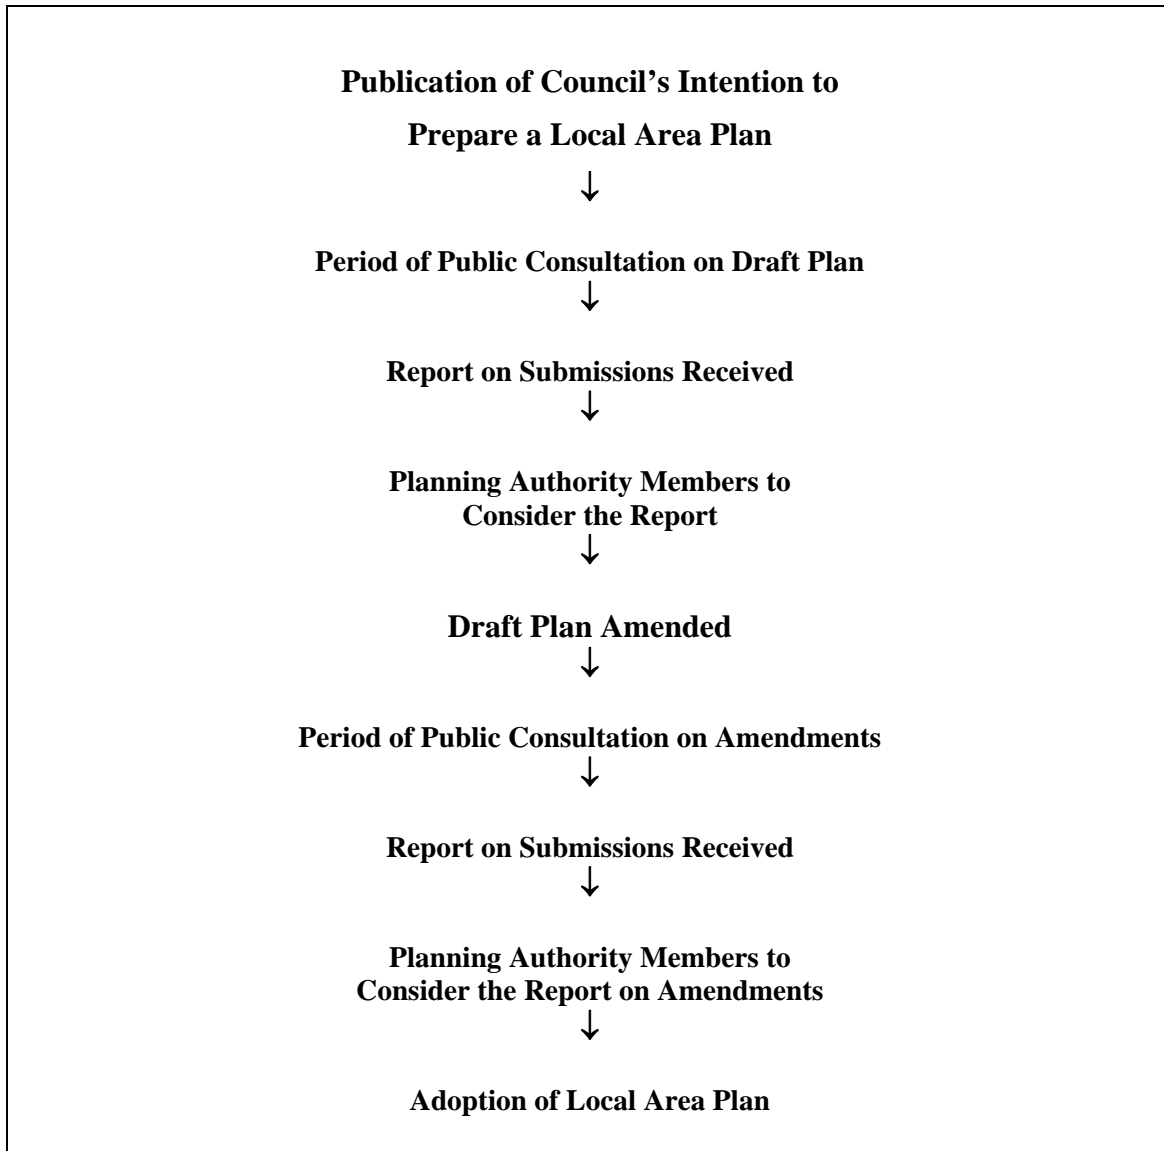 Publication of Council’s Intention to
Prepare a Local Area Plan
↓
Period of Public Consultation on Draft Plan
↓
Report on Submissions Received
↓
Planning Authority Members to
Consider the Report
↓
Draft Plan Amended
↓
Period of Public Consultation on Amendments
↓
Report on Submissions Received
↓
Planning Authority Members to
Consider the Report on Amendments
↓
Adoption of Local Area Plan